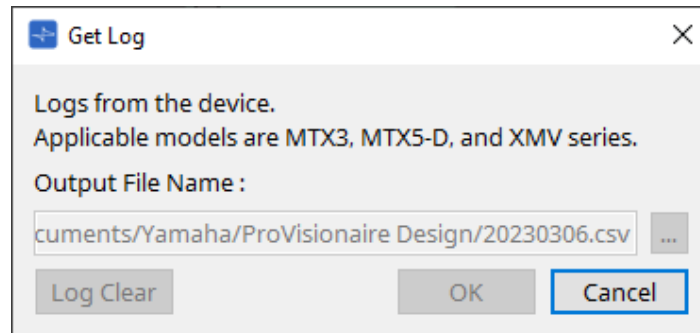 Get Log
Logs from the device.
Applicable models are MTX3, MTX5-D, and XMV series.
Output File Name :
cuments/Yamaha/ProVisionaire Design/20230306.csv ...
Log Clear OK Cancel